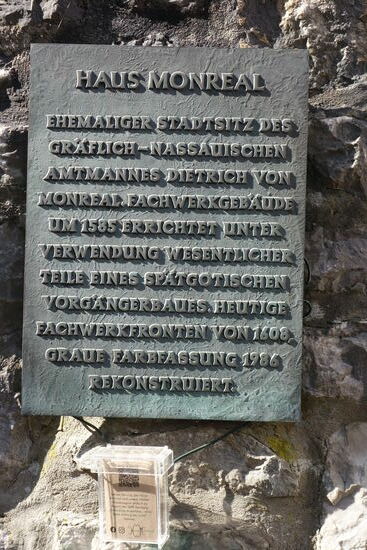 HAUS MONREAL
EHEMALIGER STADTSITZ DES
GRÄFLICH-NASSAUISCHEN
AMTMANNES DIETRICH VON
MONREAL. FACHWERKGEBÄUDE
UM 1585 ERRICHTET UNTER
VERWENDUNG WESENTLICHER
TEILE EINES SPÄTGOTISCHEN
VORGÄNGERBAUES. HEUTIGE
FACHWERKFRONTEN VON 1608.
GRAUE FARBFASSUNG 1986
REKONSTRUIERT.